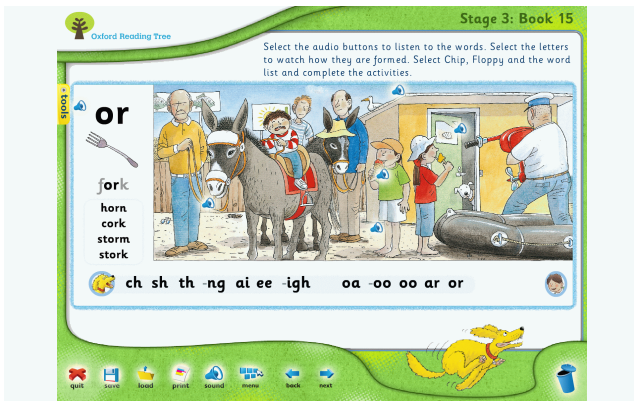 Oxford Reading Tree
Stage 3: Book 15
Select the audio buttons to listen to the words. Select the letters
to watch how they are formed. Select Chip, Floppy and the word
list and complete the activities.
tools
or
fork
horn
cork
storm
stork
ch sh th -ng ai ee -igh oa -oo oo ar or
quit save load print sound menu back next